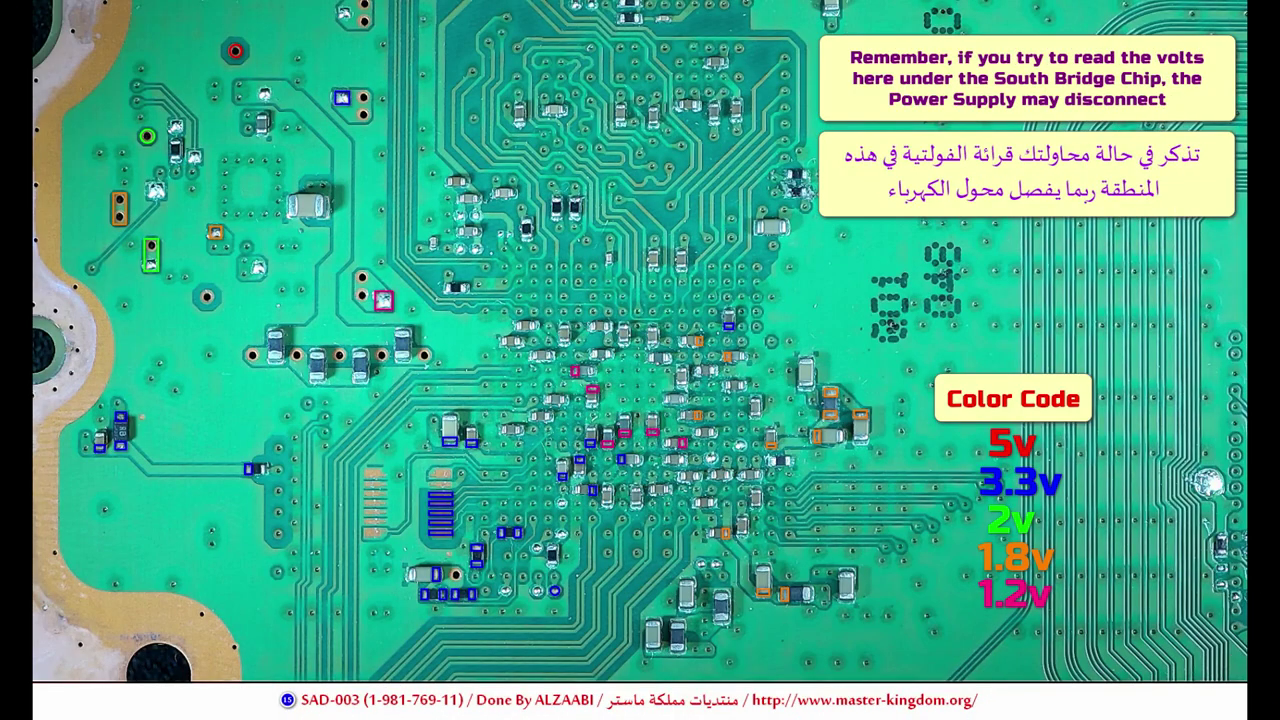 Remember, if you try to read the volts
here under the South Bridge Chip, the
Power Supply may disconnect
تذكر في حالة محاولتك قرائة الفولتية في هذه
المنطقة ربما يفصل محول الكهرباء
Color Code
5v
3.3v
2v
1.8v
1.2v
15 SAD-003 (1-981-769-11) / Done By ALZAABI / منتديات مملكة ماستر / http://www.master-kingdom.org/